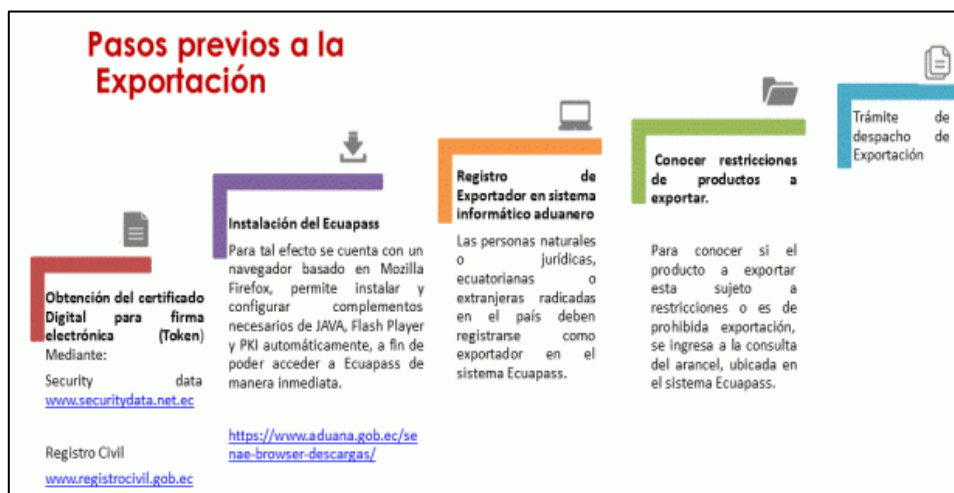 Pasos previos a la
Exportación
Obtención del certificado
Digital para firma
electrónica (Token)
Mediante:
Security data
www.securitydata.net.ec
Registro Civil
www.registrocivil.gob.ec
Instalación del Ecuapass
Para tal efecto se cuenta con un
navegador basado en Mozilla
Firefox, permite instalar y
configurar complementos
necesarios de JAVA, Flash Player
y PKI automáticamente, a fin de
poder acceder a Ecuapass de
manera inmediata.
https://www.aduana.gob.ec/se
nae-browser-descargas/
Registro de
Exportador en sistema
informático aduanero
Las personas naturales
o jurídicas,
ecuatorianas o
extranjeras radicadas
en el país deben
registrarse como
exportador en el
sistema Ecuapass.
Conocer restricciones
de productos a
exportar.
Para conocer si el
producto a exportar
esta sujeto a
restricciones o es de
prohibida exportación,
se ingresa a la consulta
del arancel, ubicada en
el sistema Ecuapass.
Trámite de
despacho de
Exportación